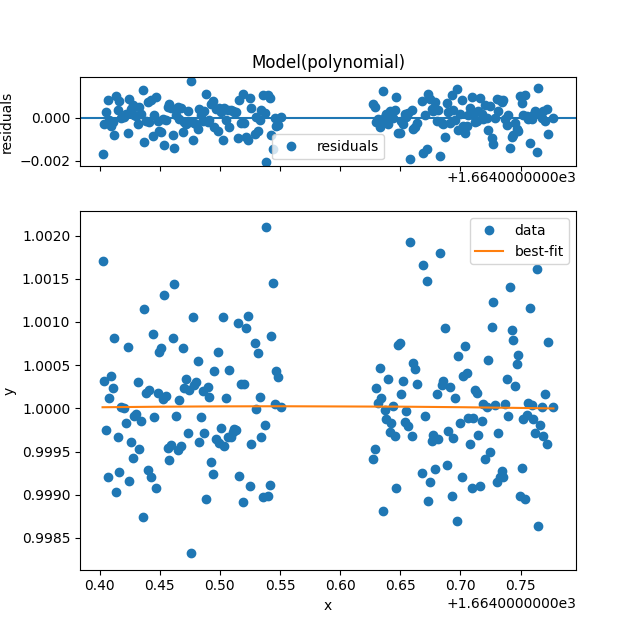 Model(polynomial)
residuals
0.000
−0.002
residuals
+1.6640000000e3
y
1.0020
1.0015
1.0010
1.0005
1.0000
0.9995
0.9990
0.9985
data
best-fit
0.40 0.45 0.50 0.55 0.60 0.65 0.70 0.75
x
+1.6640000000e3